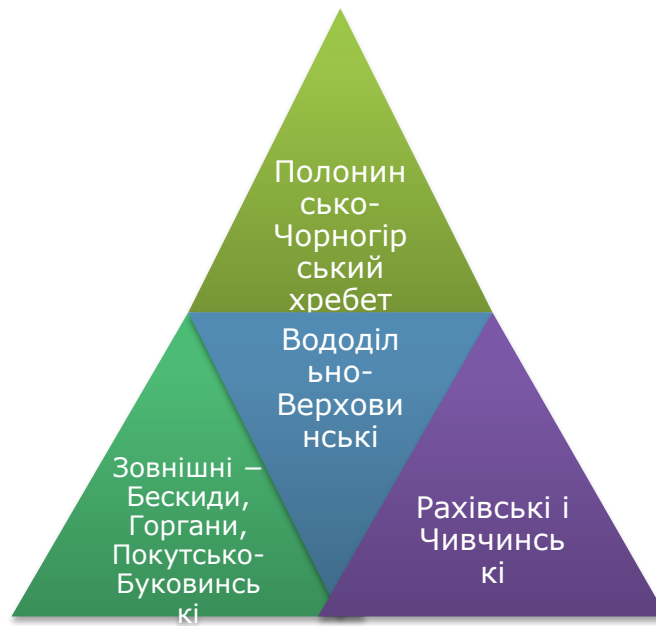 Полонин
сько-
Чорногір
ський
хребет
Вододіл
ьно-
Верхови
нські
Зовнішні –
Бескиди,
Горгани,
Покутсько-
Буковинсь
кі
Рахівські і
Чивчинсь
кі